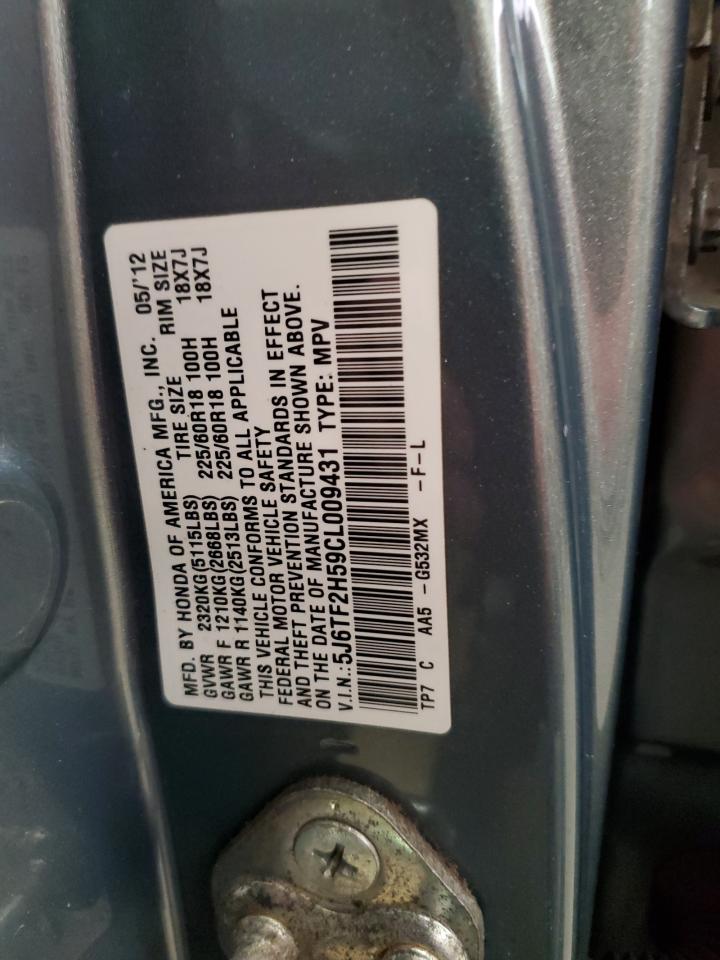 MFD. BY HONDA OF AMERICA MFG., INC. 05/'12
GVWR 2320KG(5115LBS) TIRE SIZE RIM SIZE
GAWR F 1210KG(2668LBS) 225/60R18 100H 18X7J
GAWR R 1140KG(2513LBS) 225/60R18 100H 18X7J
THIS VEHICLE CONFORMS TO ALL APPLICABLE
FEDERAL MOTOR VEHICLE SAFETY
AND THEFT PREVENTION STANDARDS IN EFFECT
ON THE DATE OF MANUFACTURE SHOWN ABOVE.
V.I.N.:5J6TF2H59CL009431 TYPE: MPV
TP7 C AA5 -G532MX -F-L